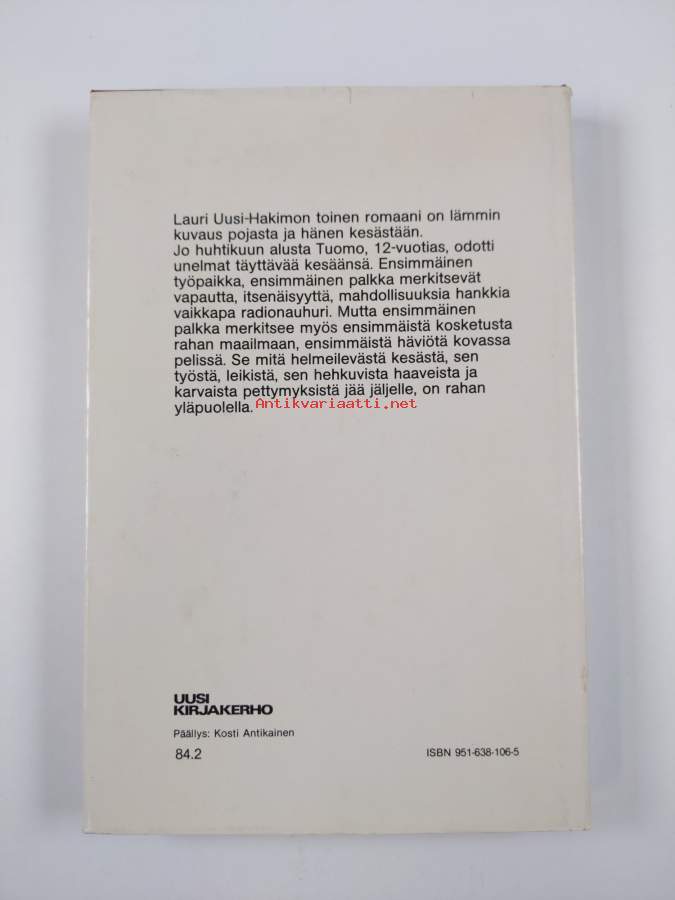 Lauri Uusi-Hakimon toinen romaani on lämmin
kuvaus pojasta ja hänen kesästään.
Jo huhtikuun alusta Tuomo, 12-vuotias, odotti
unelmat täyttävää kesäänsä. Ensimmäinen
työpaikka, ensimmäinen palkka merkitsevät
vapautta, itsenäisyyttä, mahdollisuuksia hankkia
vaikkapa radionauhuri. Mutta ensimmäinen
palkka merkitsee myös ensimmäistä kosketusta
rahan maailmaan, ensimmäistä häviötä kovassa
pelissä. Se mitä helmeilevästä kesästä, sen
työstä, leikistä, sen hehkuvista haaveista ja
karvaista pettymyksistä jää jäljelle, on rahan
yläpuolella.
Antikvariaatti.net
UUSI
KIRJAKERHO
Päällys: Kosti Antikainen
84.2
ISBN 951-638-106-5